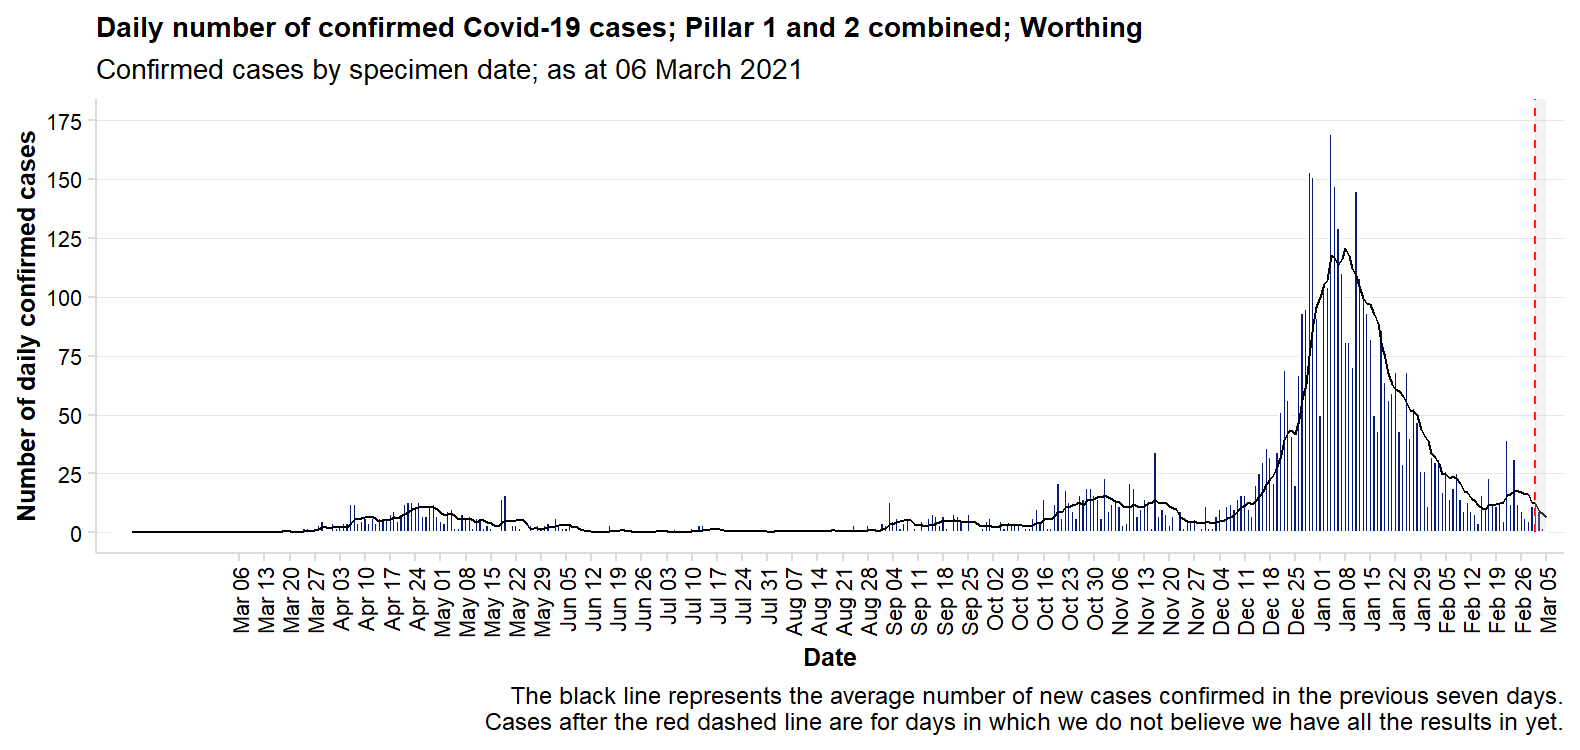 Daily number of confirmed Covid-19 cases; Pillar 1 and 2 combined; Worthing
Confirmed cases by specimen date; as at 06 March 2021
Number of daily confirmed cases
175
150
125
100
75
50
25
0
Mar 06
Mar 13
Mar 20
Mar 27
Apr 03
Apr 10
Apr 17
Apr 24
May 01
May 08
May 15
May 22
May 29
Jun 05
Jun 12
Jun 19
Jun 26
Jul 03
Jul 10
Jul 17
Jul 24
Jul 31
Aug 07
Aug 14
Aug 21
Aug 28
Sep 04
Sep 11
Sep 18
Sep 25
Oct 02
Oct 09
Oct 16
Oct 23
Oct 30
Nov 06
Nov 13
Nov 20
Nov 27
Dec 04
Dec 11
Dec 18
Dec 25
Jan 01
Jan 08
Jan 15
Jan 22
Jan 29
Feb 05
Feb 12
Feb 19
Feb 26
Mar 05
Date
The black line represents the average number of new cases confirmed in the previous seven days.
Cases after the red dashed line are for days in which we do not believe we have all the results in yet.